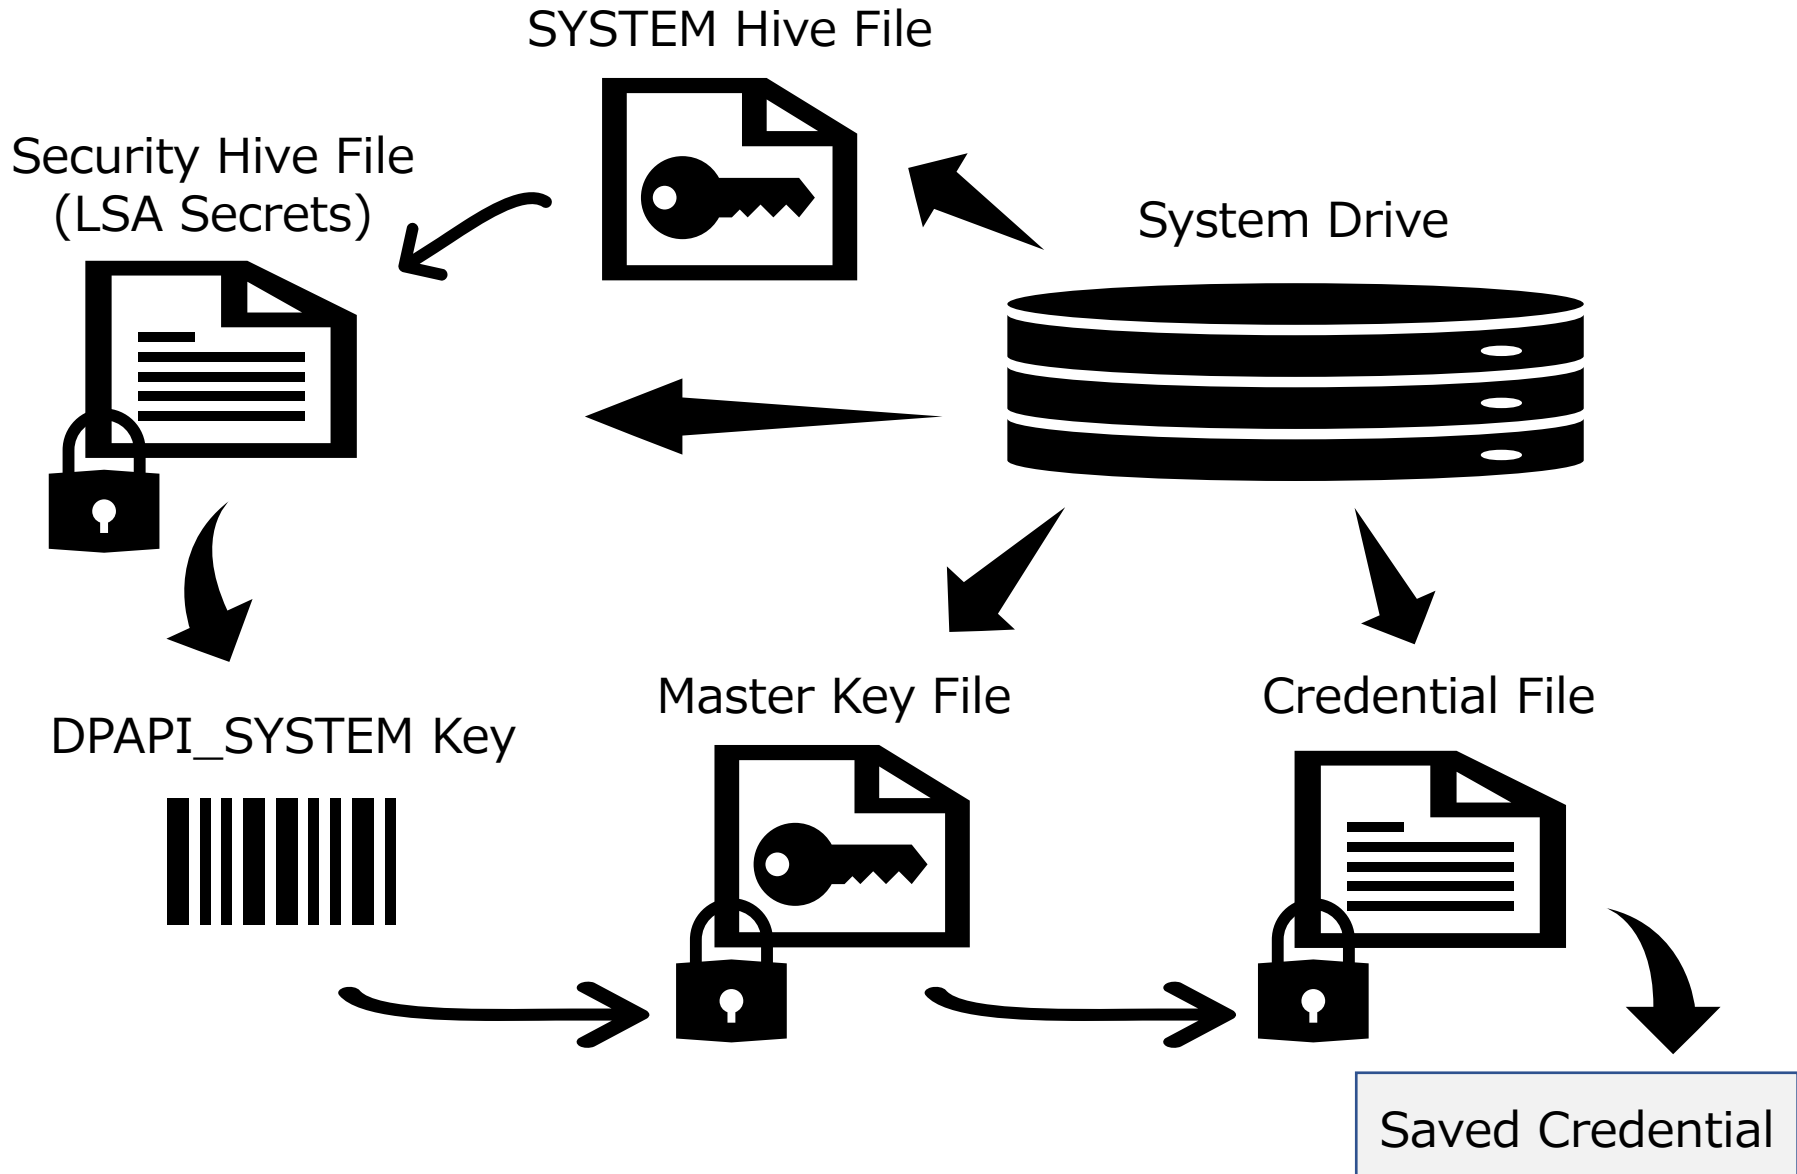 SYSTEM Hive File
Security Hive File
(LSA Secrets)
System Drive
Master Key File
Credential File
DPAPI_SYSTEM Key
Saved Credential